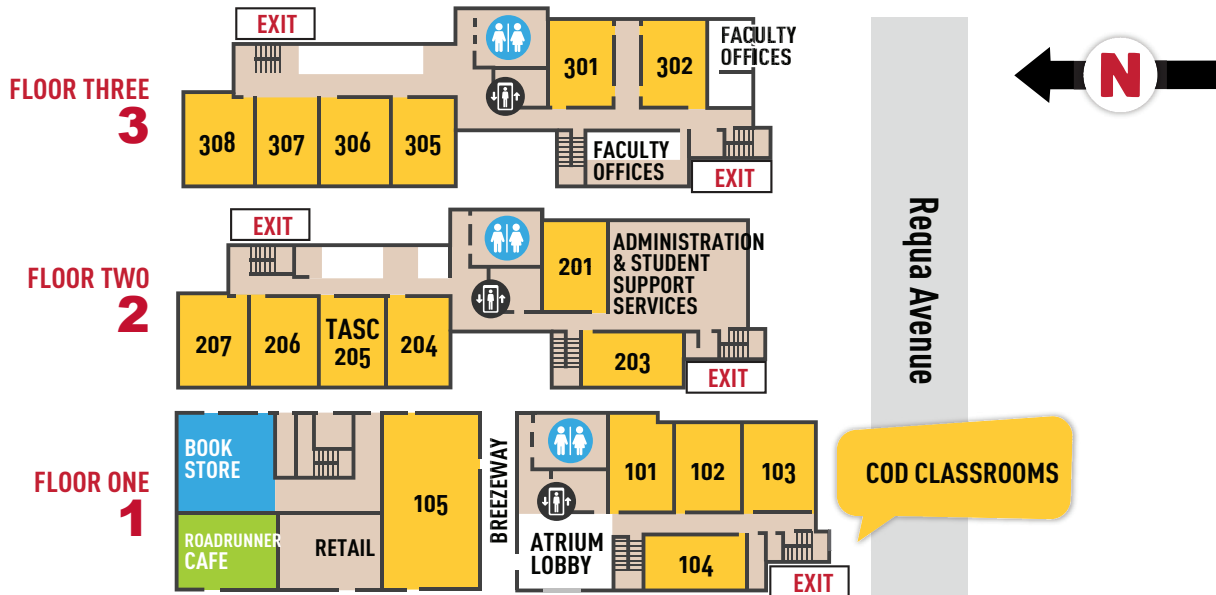 FLOOR THREE
3
EXIT
301
302
FACULTY
OFFICES
308
307
306
305
FACULTY
OFFICES
EXIT
N
FLOOR TWO
2
EXIT
201
ADMINISTRATION
& STUDENT
SUPPORT
SERVICES
207
206
TASC
205
204
203
EXIT
Requa Avenue
FLOOR ONE
1
BOOK
STORE
ROADRUNNER
CAFE
RETAIL
105
BREEZEWAY
101
102
103
ATRIUM
LOBBY
104
EXIT
COD CLASSROOMS